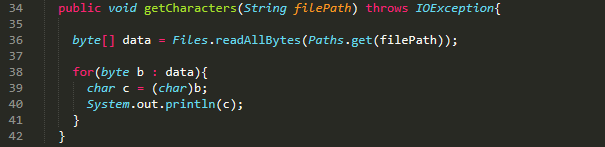 34 public void getCharacters(String filePath) throws IOException{
35
36 byte[] data = Files.readAllBytes(Paths.get(filePath));
37
38 for(byte b : data){
39 char c = (char)b;
40 System.out.println(c);
41 }
42 }